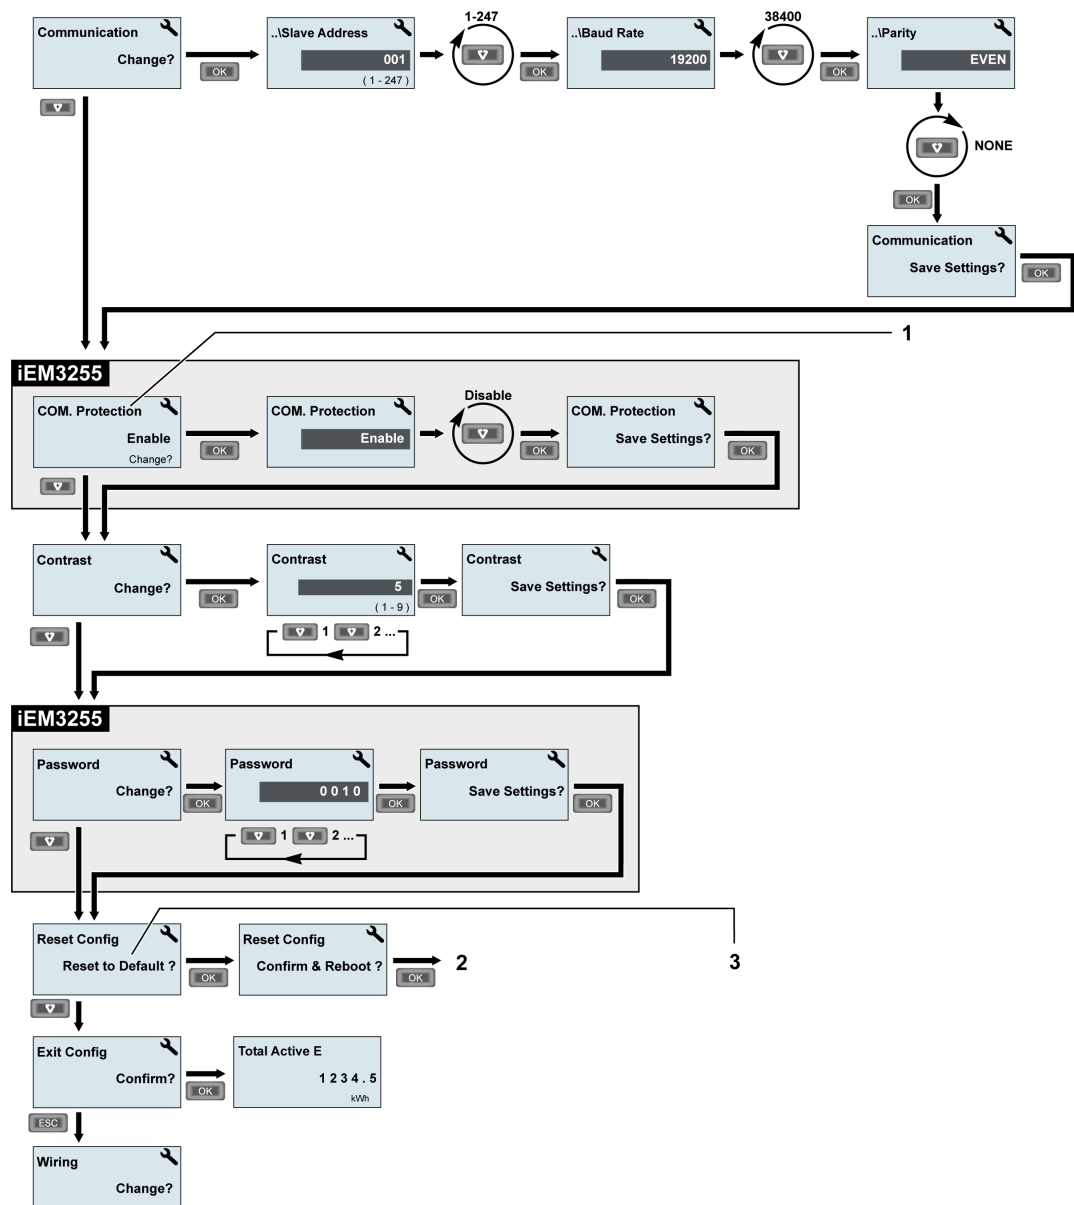 Communication
Change?
OK
..\Slave Address
001
( 1 - 247 )
1-247
OK
..\Baud Rate
19200
38400
OK
..\Parity
EVEN
NONE
OK
Communication
Save Settings?
OK
1
iEM3255
COM. Protection
Enable
Change?
OK
COM. Protection
Enable
Disable
OK
COM. Protection
Save Settings?
OK
Contrast
Change?
OK
Contrast
5
( 1 - 9 )
1 2 ...
OK
Contrast
Save Settings?
OK
iEM3255
Password
Change?
OK
Password
0 0 1 0
1 2 ...
OK
Password
Save Settings?
OK
Reset Config
Reset to Default ?
OK
Reset Config
Confirm & Reboot ?
OK
2
3
Exit Config
Confirm?
OK
Total Active E
1 2 3 4 . 5
kWh
ESC
Wiring
Change?